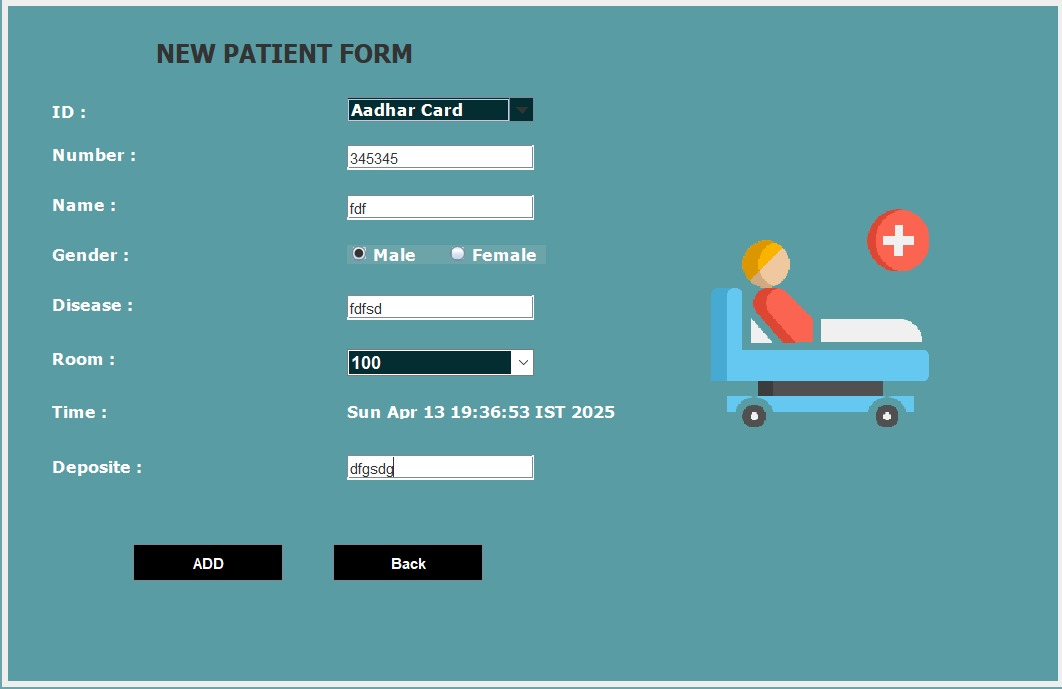 NEW PATIENT FORM
ID : Aadhar Card
Number : 345345
Name : fdf
Gender : Male Female
Disease : fdfsd
Room : 100
Time : Sun Apr 13 19:36:53 IST 2025
Deposite : dfgsdg
ADD Back